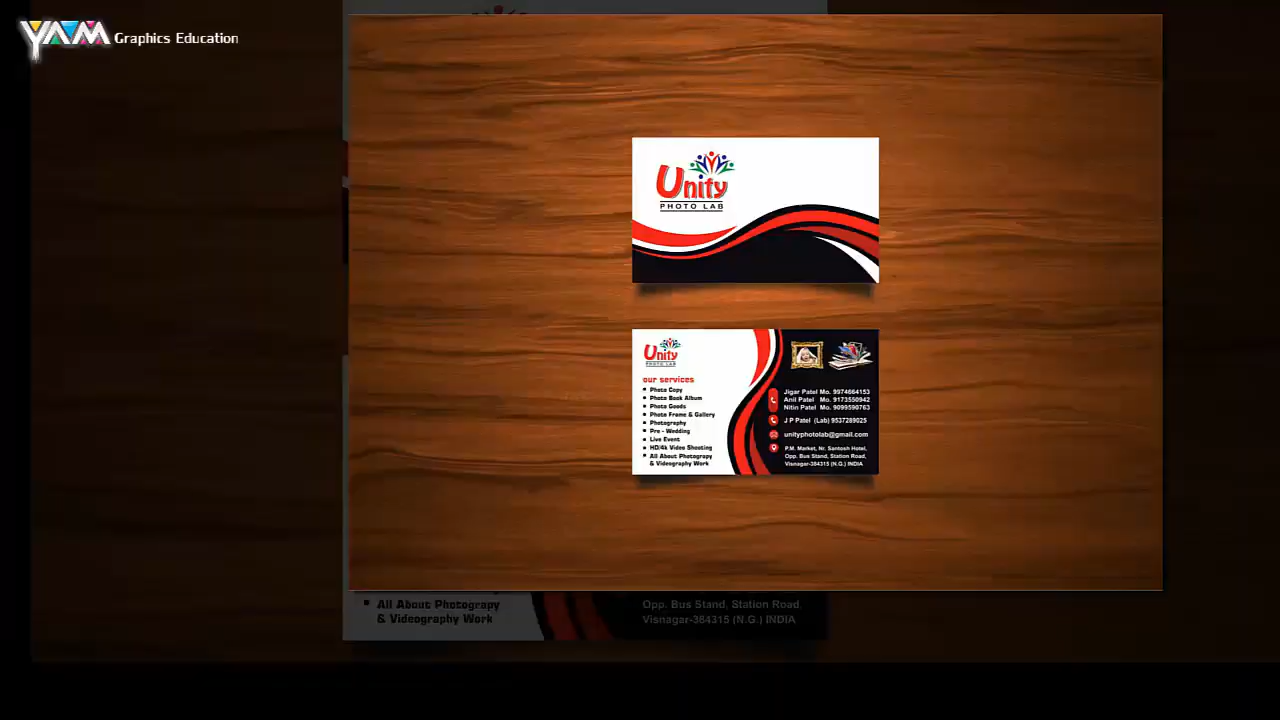 YAM Graphics Education
Unity
PHOTO LAB
Unity
PHOTO LAB
our services
Photo Copy
Photo Book Album
Photo Goods
Photo Frame & Gallery
Photography
Pre - Wedding
Live Event
HD/4k Video Shooting
All About Photograpy
& Videography Work
Jigar Patel Mo. 9974664153
Anil Patel Mo. 9173550942
Nitin Patel Mo. 9099590763
J P Patel (Lab) 9537289025
unityphotolab@gmail.com
P.M. Market, Nr. Santosh Hotel,
Opp. Bus Stand, Station Road,
Visnagar-384315 (N.G.) INDIA
All About Photograpy
& Videography Work
Opp. Bus Stand, Station Road,
Visnagar-384315 (N.G.) INDIA